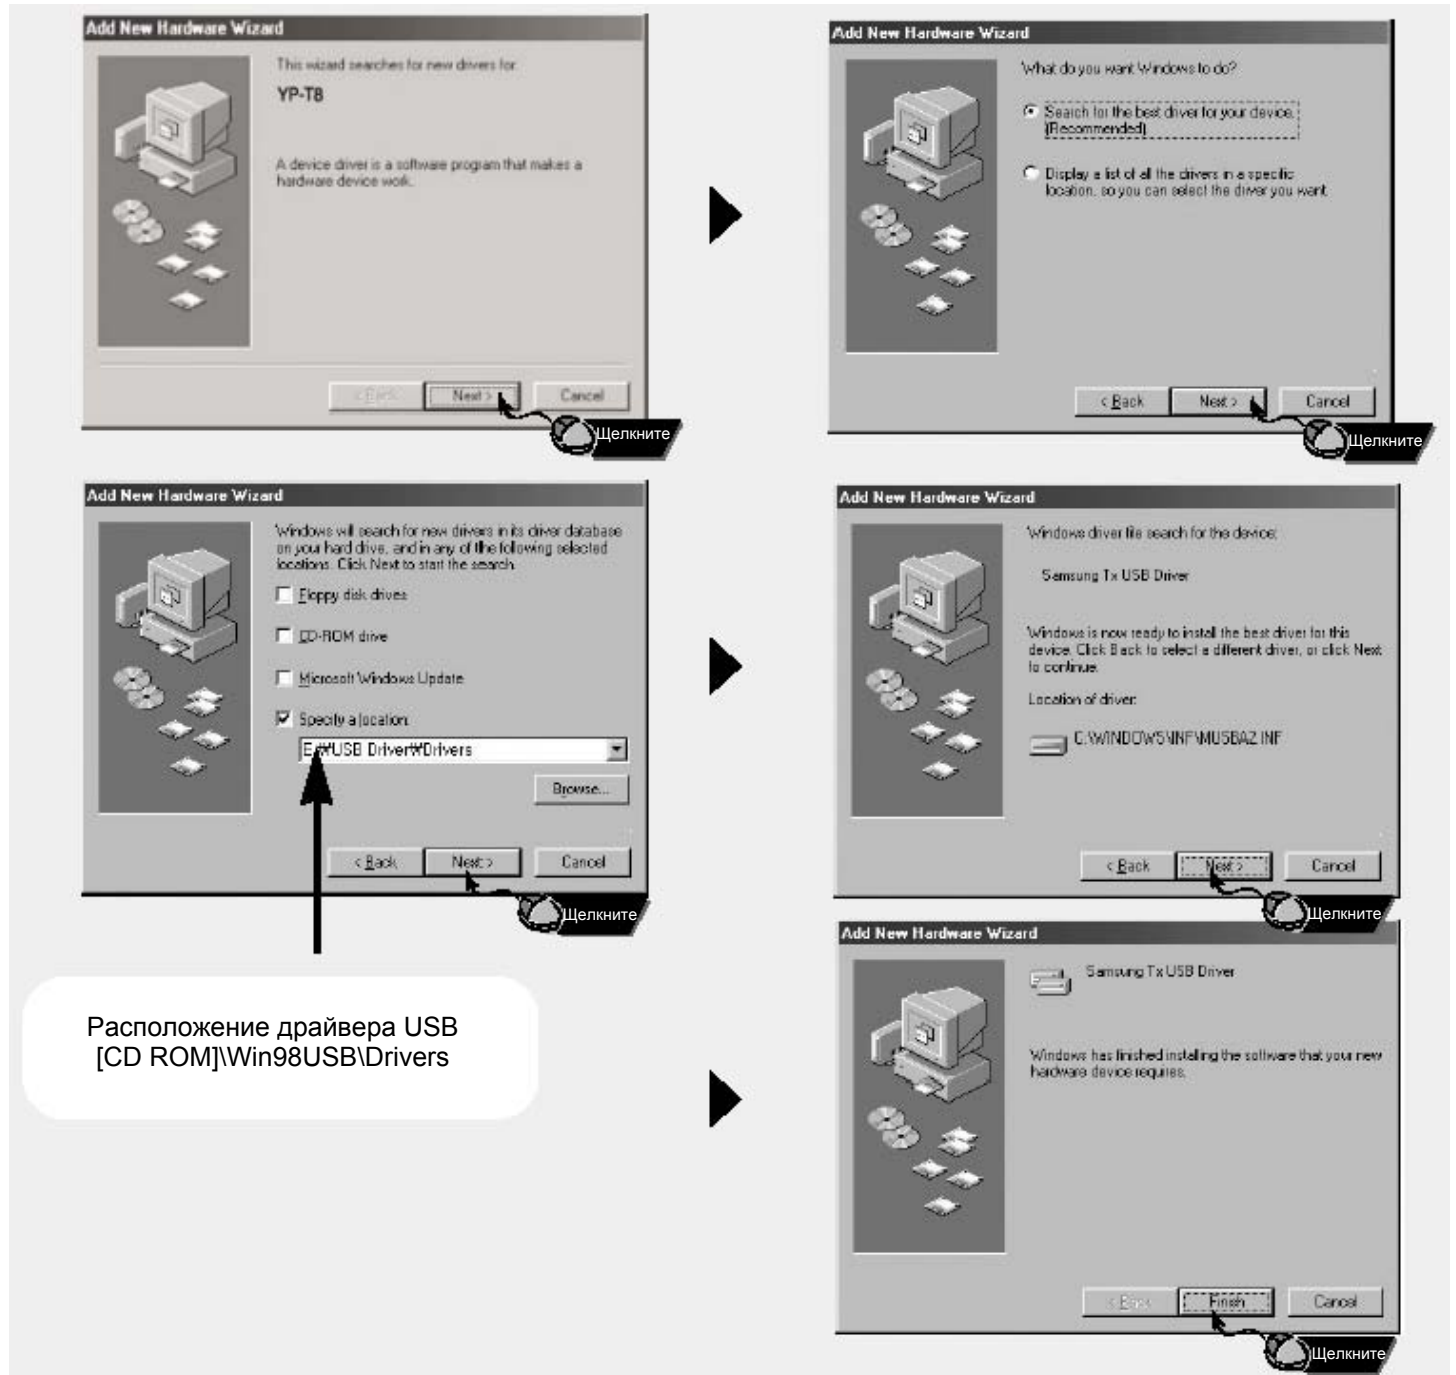 Add New Hardware Wizard
This wizard searches for new drivers for:
YP-T8
A device driver is a software program that makes a
hardware device work.
< Back
Next >
Cancel
Щелкните
Add New Hardware Wizard
What do you want Windows to do?
Search for the best driver for your device.
(Recommended)
Display a list of all the drivers in a specific
location, so you can select the driver you want.
< Back
Next >
Cancel
Щелкните
Add New Hardware Wizard
Windows will search for new drivers in its driver database
on your hard drive, and in any of the following selected
locations. Click Next to start the search.
Floppy disk drives
CD-ROM drive
Microsoft Windows Update
Specify a location:
E:₩USB Driver₩Drivers
Browse...
< Back
Next >
Cancel
Щелкните
Расположение драйвера USB
[CD ROM]\Win98USB\Drivers
Add New Hardware Wizard
Windows driver file search for the device:
Samsung Tx USB Driver
Windows is now ready to install the best driver for this
device. Click Back to select a different driver, or click Next
to continue.
Location of driver:
C:\WINDOWS\INF\MUSBAZ.INF
< Back
Next >
Cancel
Щелкните
Add New Hardware Wizard
Samsung Tx USB Driver
Windows has finished installing the software that your new
hardware device requires.
< Back
Finish
Cancel
Щелкните